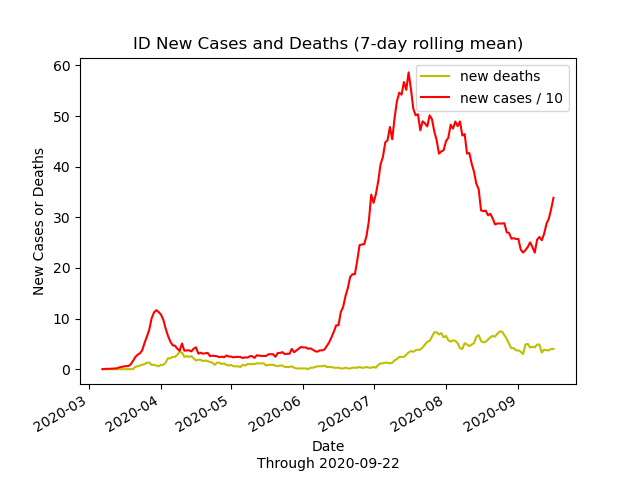 ID New Cases and Deaths (7-day rolling mean)
new deaths
new cases / 10
New Cases or Deaths
60
50
40
30
20
10
0
2020-03
2020-04
2020-05
2020-06
2020-07
2020-08
2020-09
Date
Through 2020-09-22